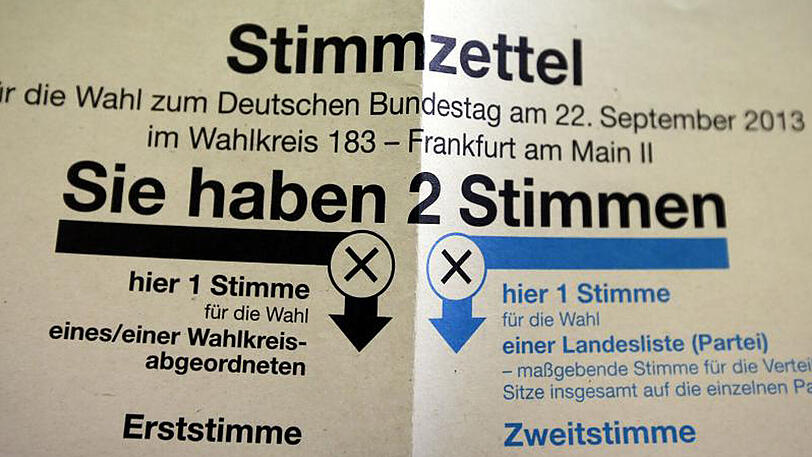 Stimmzettel
für die Wahl zum Deutschen Bundestag am 22. September 2013
im Wahlkreis 183 – Frankfurt am Main II
Sie haben 2 Stimmen
hier 1 Stimme
für die Wahl
eines/einer Wahlkreis-
abgeordneten
Erststimme
hier 1 Stimme
für die Wahl
einer Landesliste (Partei)
– maßgebende Stimme für die
Sitze insgesamt auf die einzelnen
Zweitstimme